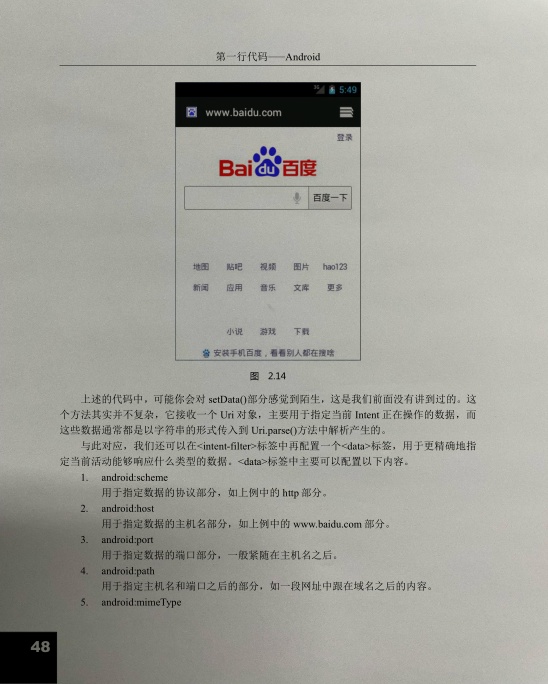 第一行代码——Android
3G 5:49
www.baidu.com
登录
Bai du 百度
百度一下
地图 贴吧 视频 图片 hao123
新闻 应用 音乐 文库 更多
小说 游戏 下载
安装手机百度，看看别人都在搜啥
图 2.14
上述的代码中，可能你会对 setData()部分感觉到陌生，这是我们前面没有讲到过的。这
个方法其实并不复杂，它接收一个 Uri 对象，主要用于指定当前 Intent 正在操作的数据，而
这些数据通常都是以字符串的形式传入到 Uri.parse()方法中解析产生的。
与此对应，我们还可以在<intent-filter>标签中再配置一个<data>标签，用于更精确地指
定当前活动能够响应什么类型的数据。<data>标签中主要可以配置以下内容。
1. android:scheme
用于指定数据的协议部分，如上例中的 http 部分。
2. android:host
用于指定数据的主机名部分，如上例中的 www.baidu.com 部分。
3. android:port
用于指定数据的端口部分，一般紧随在主机名之后。
4. android:path
用于指定主机名和端口之后的部分，如一段网址中跟在域名之后的内容。
5. android:mimeType
48